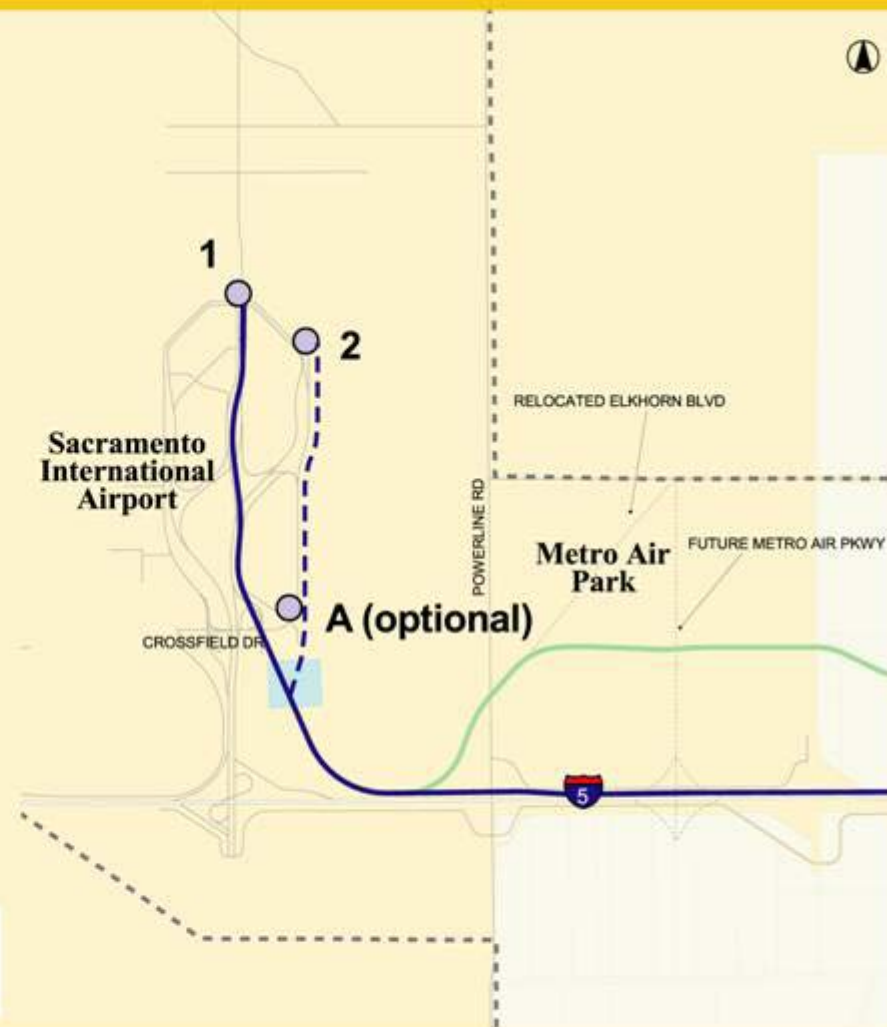 1
2
RELOCATED ELKHORN BLVD
Sacramento
International
Airport
POWERLINE RD
Metro Air
Park
FUTURE METRO AIR PKWY
A (optional)
CROSSFIELD DR
5